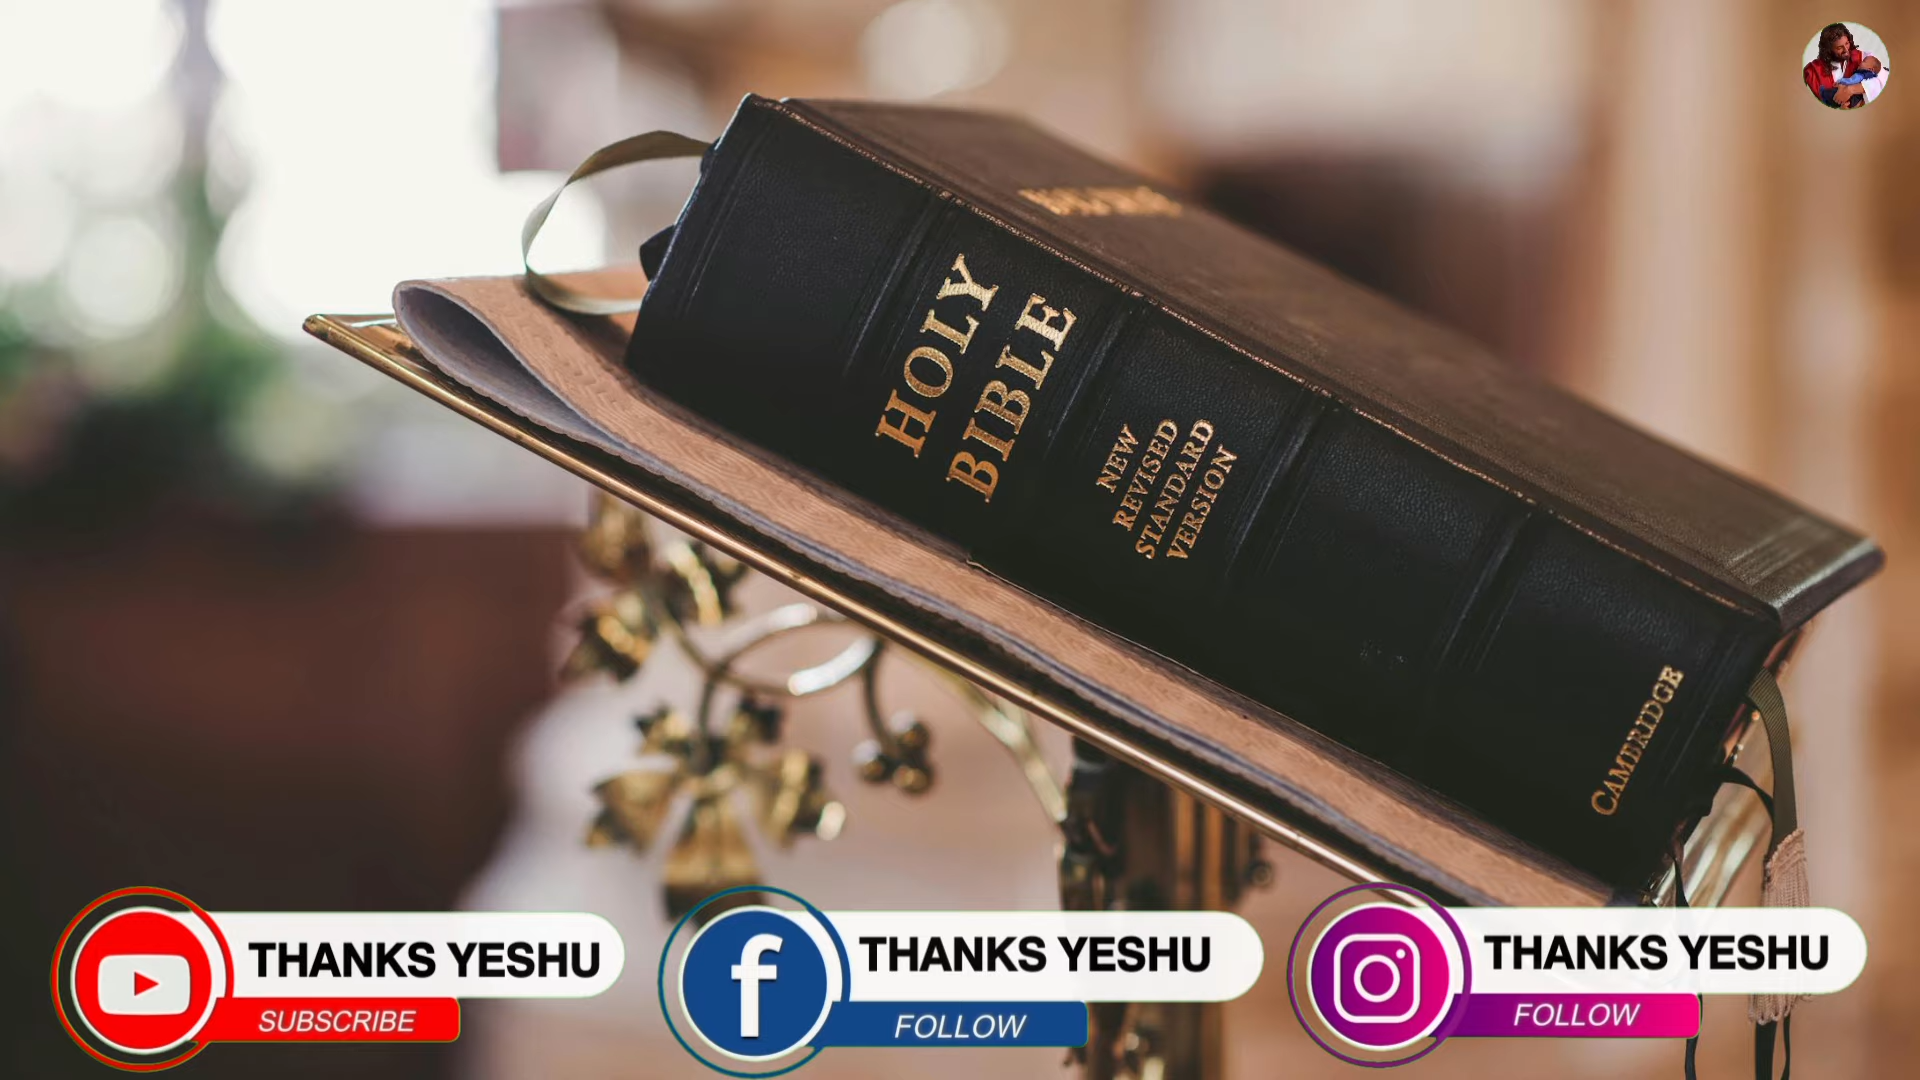 HOLY
BIBLE
NEW
REVISED
STANDARD
VERSION
CAMBRIDGE
THANKS YESHU
SUBSCRIBE
THANKS YESHU
FOLLOW
THANKS YESHU
FOLLOW